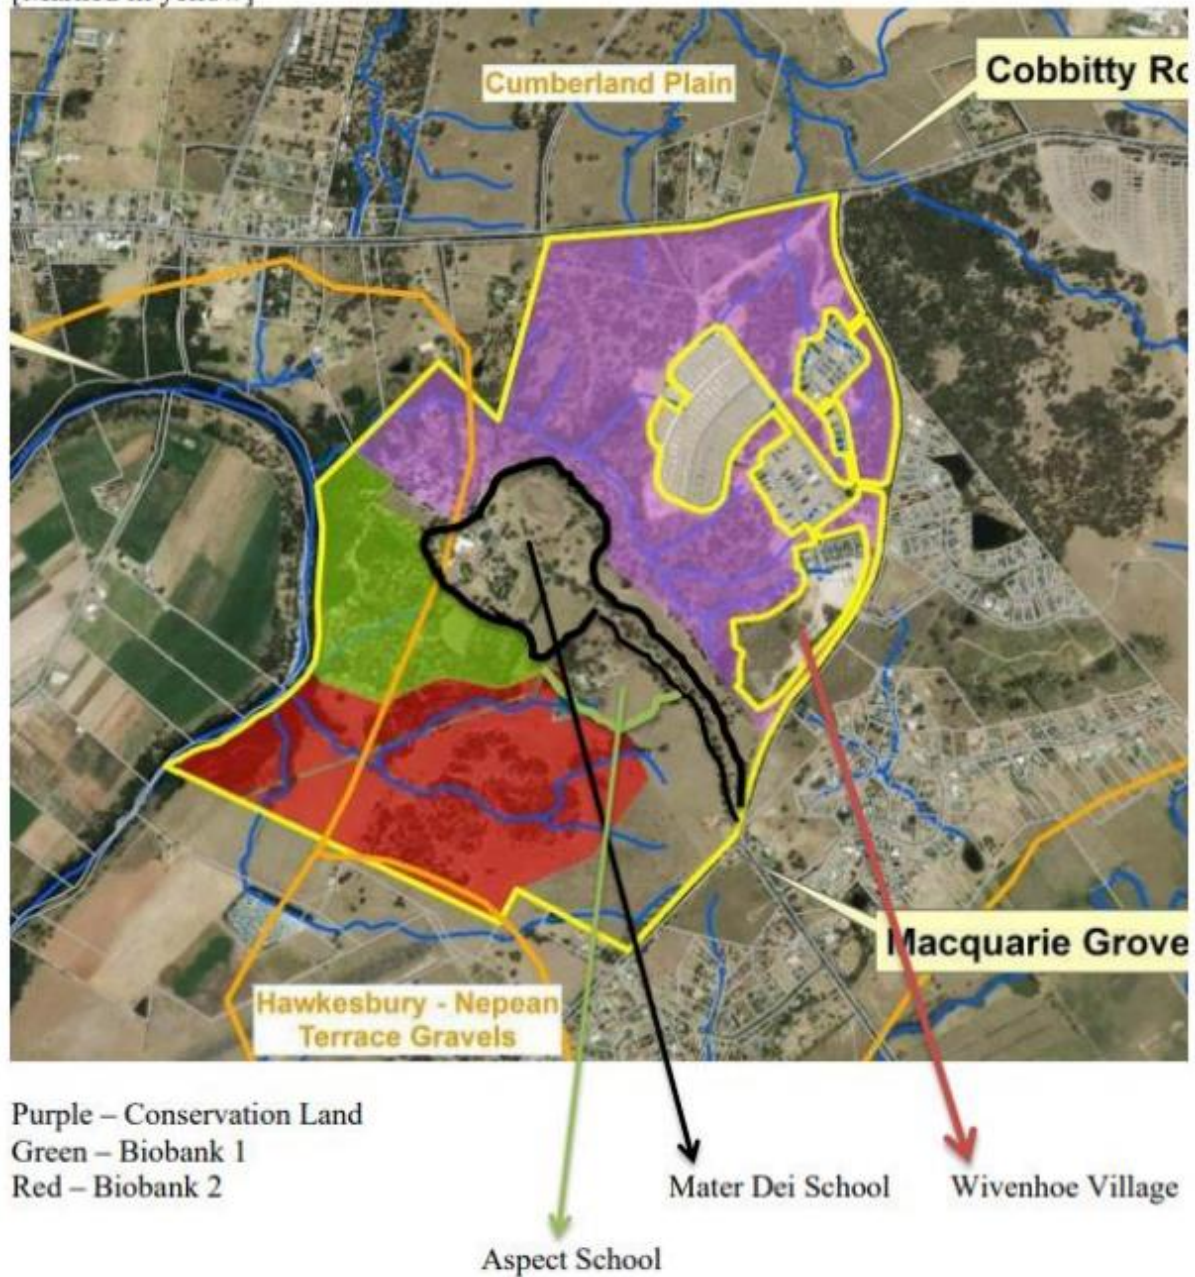 Cumberland Plain
Cobbitty Ro
Macquarie Grove
Hawkesbury - Nepean
Terrace Gravels
Purple – Conservation Land
Green – Biobank 1
Red – Biobank 2
Mater Dei School
Wivenhoe Village
Aspect School